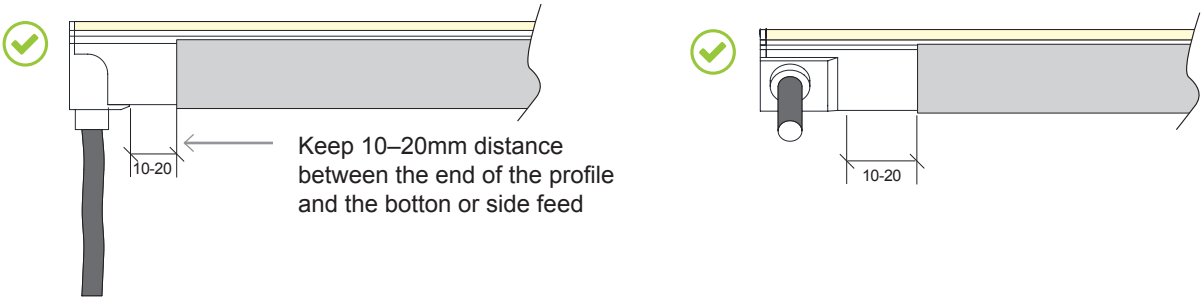 10-20
Keep 10–20mm distance
between the end of the profile
and the botton or side feed
10-20